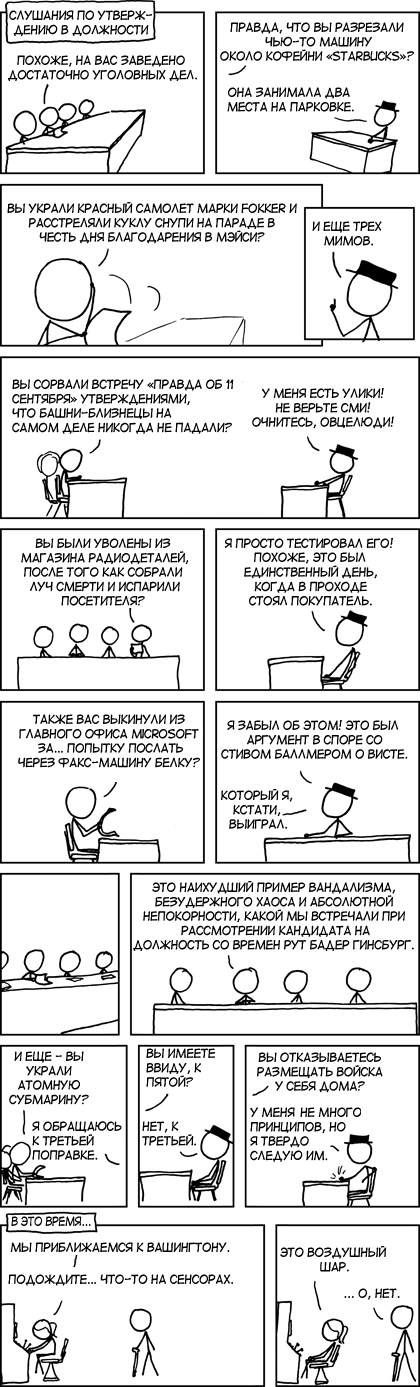 СЛУШАНИЯ ПО УТВЕРЖ-
ДЕНИЮ В ДОЛЖНОСТИ
ПОХОЖЕ, НА ВАС ЗАВЕДЕНО
ДОСТАТОЧНО УГОЛОВНЫХ ДЕЛ.
ПРАВДА, ЧТО ВЫ РАЗРЕЗАЛИ
ЧЬЮ-ТО МАШИНУ
ОКОЛО КОФЕЙНИ «STARBUCKS»?
ОНА ЗАНИМАЛА ДВА
МЕСТА НА ПАРКОВКЕ.
ВЫ УКРАЛИ КРАСНЫЙ САМОЛЕТ МАРКИ FOKKER И
РАССТРЕЛЯЛИ КУКЛУ СНУПИ НА ПАРАДЕ В
ЧЕСТЬ ДНЯ БЛАГОДАРЕНИЯ В МЭЙСИ?
И ЕЩЕ ТРЕХ
МИМОВ.
ВЫ СОРВАЛИ ВСТРЕЧУ «ПРАВДА ОБ 11
СЕНТЯБРЯ» УТВЕРЖДЕНИЯМИ,
ЧТО БАШНИ-БЛИЗНЕЦЫ НА
САМОМ ДЕЛЕ НИКОГДА НЕ ПАДАЛИ?
У МЕНЯ ЕСТЬ УЛИКИ!
НЕ ВЕРЬТЕ СМИ!
ОЧНИТЕСЬ, ОВЦЕЛЮДИ!
ВЫ БЫЛИ УВОЛЕНЫ ИЗ
МАГАЗИНА РАДИОДЕТАЛЕЙ,
ПОСЛЕ ТОГО КАК СОБРАЛИ
ЛУЧ СМЕРТИ И ИСПАРИЛИ
ПОСЕТИТЕЛЯ?
Я ПРОСТО ТЕСТИРОВАЛ ЕГО!
ПОХОЖЕ, ЭТО БЫЛ
ЕДИНСТВЕННЫЙ ДЕНЬ,
КОГДА В ПРОХОДЕ
СТОЯЛ ПОКУПАТЕЛЬ.
ТАКЖЕ ВАС ВЫКИНУЛИ ИЗ
ГЛАВНОГО ОФИСА MICROSOFT
ЗА... ПОПЫТКУ ПОСЛАТЬ
ЧЕРЕЗ ФАКС-МАШИНУ БЕЛКУ?
Я ЗАБЫЛ ОБ ЭТОМ! ЭТО БЫЛ
АРГУМЕНТ В СПОРЕ СО
СТИВОМ БАЛЛМЕРОМ О ВИСТЕ.
КОТОРЫЙ Я,
КСТАТИ,
ВЫИГРАЛ.
ЭТО НАИХУДШИЙ ПРИМЕР ВАНДАЛИЗМА,
БЕЗУДЕРЖНОГО ХАОСА И АБСОЛЮТНОЙ
НЕПОКОРНОСТИ, КАКОЙ МЫ ВСТРЕЧАЛИ ПРИ
РАССМОТРЕНИИ КАНДИДАТА НА
ДОЛЖНОСТЬ СО ВРЕМЕН РУТ БАДЕР ГИНСБУРГ.
И ЕЩЕ - ВЫ
УКРАЛИ
АТОМНУЮ
СУБМАРИНУ?
Я ОБРАЩАЮСЬ
К ТРЕТЬЕЙ
ПОПРАВКЕ.
ВЫ ИМЕЕТЕ
ВВИДУ, К
ПЯТОЙ?
НЕТ, К
ТРЕТЬЕЙ.
ВЫ ОТКАЗЫВАЕТЕСЬ
РАЗМЕЩАТЬ ВОЙСКА
У СЕБЯ ДОМА?
У МЕНЯ НЕ МНОГО
ПРИНЦИПОВ, НО
Я ТВЕРДО
СЛЕДУЮ ИМ.
В ЭТО ВРЕМЯ...
МЫ ПРИБЛИЖАЕМСЯ К ВАШИНГТОНУ.
ПОДОЖДИТЕ... ЧТО-ТО НА СЕНСОРАХ.
ЭТО ВОЗДУШНЫЙ
ШАР.
... О, НЕТ.